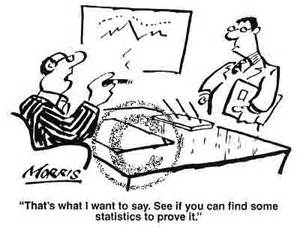 MORRIS
"That's what I want to say. See if you can find some
statistics to prove it."